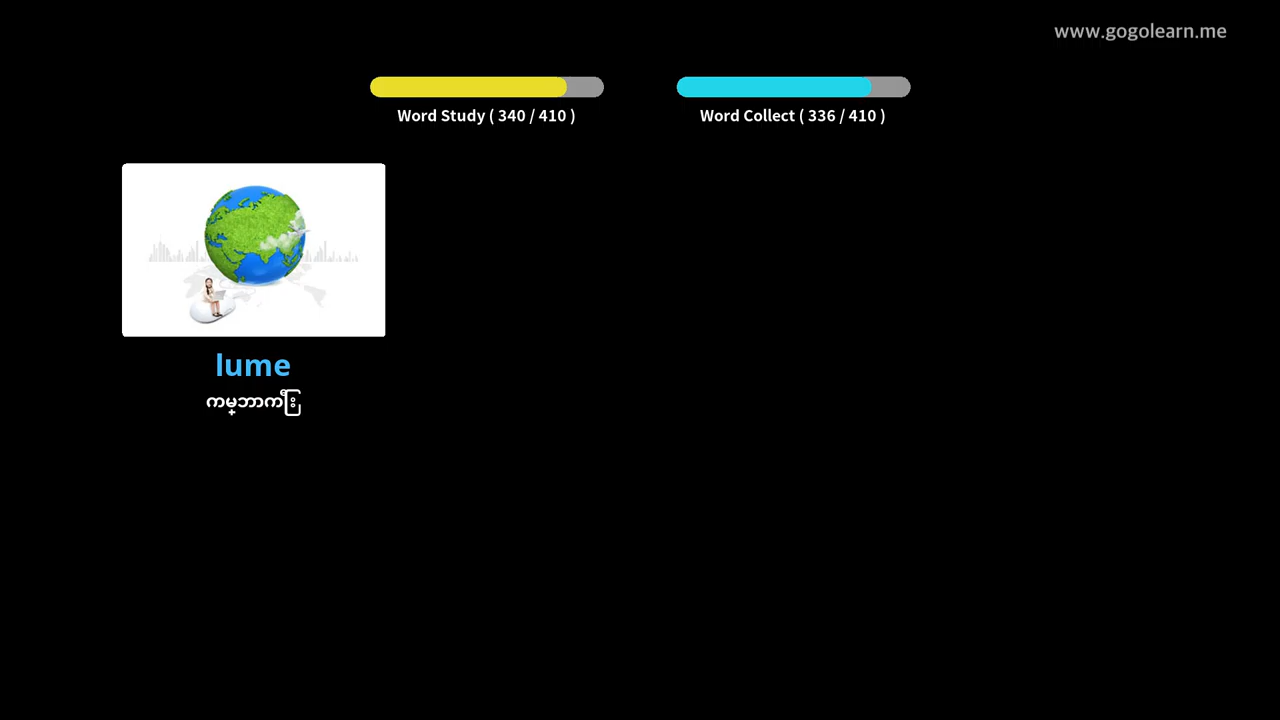 www.gogolearn.me
Word Study ( 340 / 410 )
Word Collect ( 336 / 410 )
lume
ကမ္ဘာကြီး